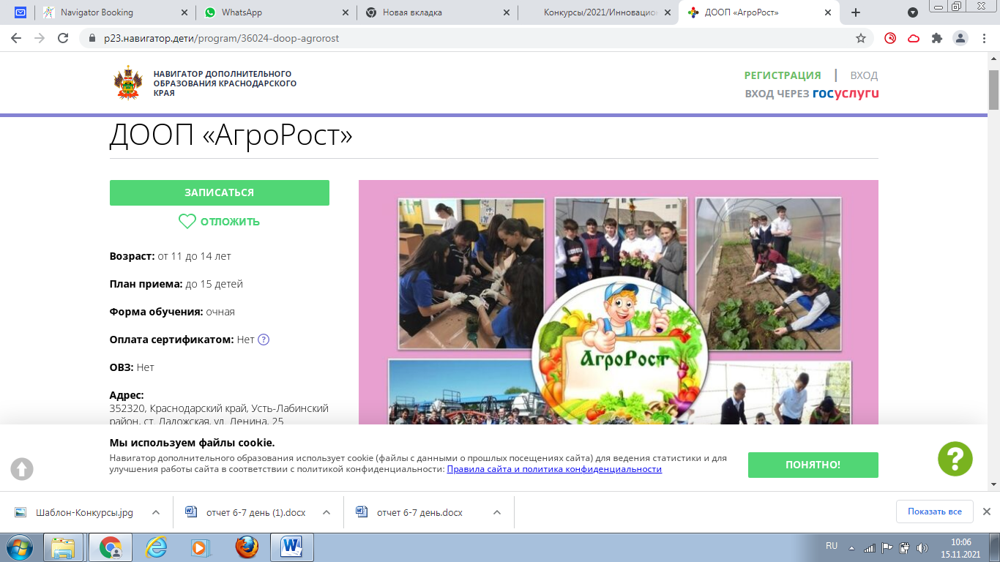 Navigator Booking
WhatsApp
Новая вкладка
Конкурсы/2021/Инновацион
ДООП «АгроРост»
p23.навигатор.дети/program/36024-doop-agrorost
НАВИГАТОР ДОПОЛНИТЕЛЬНОГО
ОБРАЗОВАНИЯ КРАСНОДАРСКОГО
КРАЯ
РЕГИСТРАЦИЯ | ВХОД
ВХОД ЧЕРЕЗ госуслуги
ДООП «АгроРост»
ЗАПИСАТЬСЯ
ОТЛОЖИТЬ
Возраст: от 11 до 14 лет
План приема: до 15 детей
Форма обучения: очная
Оплата сертификатом: Нет ?
ОВЗ: Нет
Адрес:
352320, Краснодарский край, Усть-Лабинский
район, ст. Ладожская, ул. Ленина, 25
АгроРост
Мы используем файлы cookie.
Навигатор дополнительного образования использует cookie (файлы с данными о прошлых посещениях сайта) для ведения статистики и для
улучшения работы сайта в соответствии с политикой конфиденциальности: Правила сайта и политика конфиденциальности
ПОНЯТНО!
?
Шаблон-Конкурсы.jpg
отчет 6-7 день (1).docx
отчет 6-7 день.docx
Показать все
RU
10:06
15.11.2021